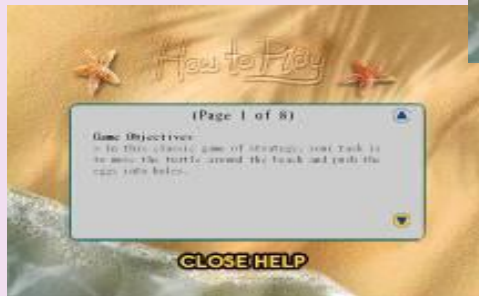 How to Play
(Page 1 of 8)
Game Objectives
- In this classic game of strategy, your task is
to move the turtle around the beach and push the
eggs into holes.
CLOSE HELP